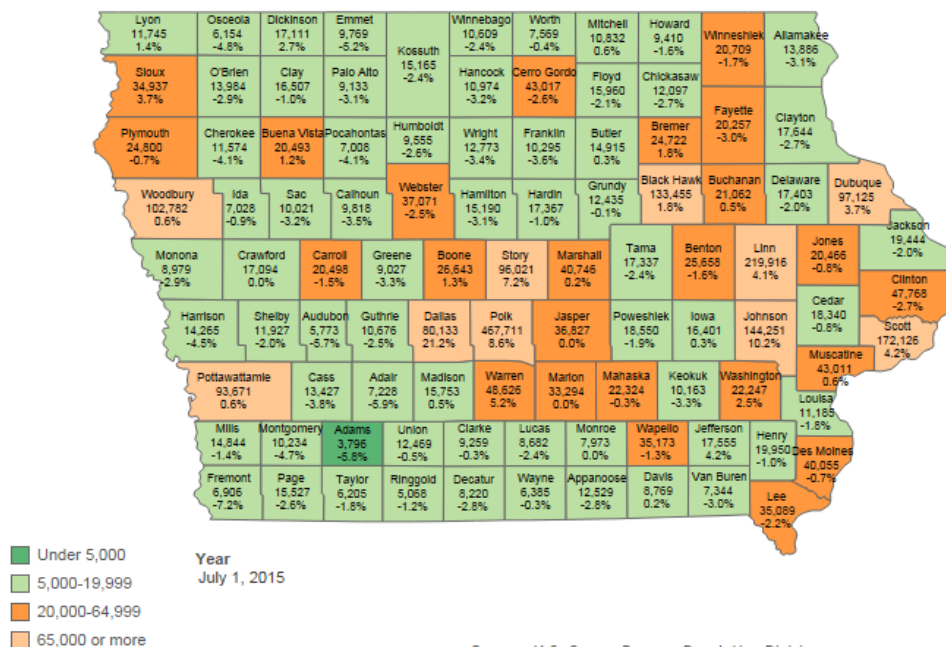 Lyon
11,745
1.4%
Osceola
6,154
-4.8%
Dickinson
17,111
2.7%
Emmet
9,769
-5.2%
Kossuth
15,165
-2.4%
Winnebago
10,609
-2.4%
Worth
7,569
-0.4%
Mitchell
10,832
0.6%
Howard
9,410
-1.6%
Winneshiek
20,709
-1.7%
Allamakee
13,886
-3.1%
Sioux
34,937
3.7%
O'Brien
13,984
-2.9%
Clay
16,507
-1.0%
Palo Alto
9,133
-3.1%
Hancock
10,974
-3.2%
Cerro Gordo
43,017
-2.6%
Floyd
15,960
-2.1%
Chickasaw
12,097
-2.7%
Fayette
20,257
-3.0%
Clayton
17,644
-2.7%
Plymouth
24,800
-0.7%
Cherokee
11,574
-4.1%
Buena Vista
20,493
1.2%
Pocahontas
7,008
-4.1%
Humboldt
9,555
-2.6%
Wright
12,773
-3.4%
Franklin
10,295
-3.6%
Butler
14,915
0.3%
Bremer
24,722
1.8%
Woodbury
102,782
0.6%
Ida
7,028
-0.9%
Sac
10,021
-3.2%
Calhoun
9,818
-3.5%
Webster
37,071
-2.5%
Hamilton
15,190
-3.1%
Hardin
17,367
-1.0%
Grundy
12,435
-0.1%
Black Hawk
133,455
1.8%
Buchanan
21,062
0.5%
Delaware
17,403
-2.0%
Dubuque
97,125
3.7%
Jackson
19,444
-2.0%
Monona
8,979
-2.9%
Crawford
17,094
0.0%
Carroll
20,498
-1.5%
Greene
9,027
-3.3%
Boone
26,643
1.3%
Story
96,021
7.2%
Marshall
40,746
0.2%
Tama
17,337
-2.4%
Benton
25,658
-1.6%
Linn
219,916
4.1%
Jones
20,466
-0.8%
Clinton
47,768
-2.7%
Harrison
14,265
-4.5%
Shelby
11,927
-2.0%
Audubon
5,773
-5.7%
Guthrie
10,676
-2.5%
Dallas
80,133
21.2%
Polk
467,711
8.6%
Jasper
36,827
0.0%
Poweshiek
18,550
-1.9%
Iowa
16,401
0.3%
Johnson
144,251
10.2%
Cedar
18,340
-0.8%
Scott
172,126
4.2%
Muscatine
43,011
0.6%
Pottawattamie
93,671
0.6%
Cass
13,427
-3.8%
Adair
7,228
-5.9%
Madison
15,753
0.5%
Warren
48,626
5.2%
Marion
33,294
0.0%
Mahaska
22,324
-0.3%
Keokuk
10,163
-3.3%
Washington
22,247
2.5%
Louisa
11,185
-1.8%
Mills
14,844
-1.4%
Montgomery
10,234
-4.7%
Adams
3,796
-5.8%
Union
12,469
-0.5%
Clarke
9,259
-0.3%
Lucas
8,682
-2.4%
Monroe
7,973
0.0%
Wapello
35,173
-1.3%
Jefferson
17,555
4.2%
Henry
19,950
-1.0%
Des Moines
40,055
-0.7%
Fremont
6,906
-7.2%
Page
15,527
-2.6%
Taylor
6,205
-1.8%
Ringgold
5,068
-1.2%
Decatur
8,220
-2.8%
Wayne
6,385
-0.3%
Appanoose
12,529
-2.8%
Davis
8,769
0.2%
Van Buren
7,344
-3.0%
Lee
35,089
-2.2%
Under 5,000
5,000-19,999
20,000-64,999
65,000 or more
Year
July 1, 2015